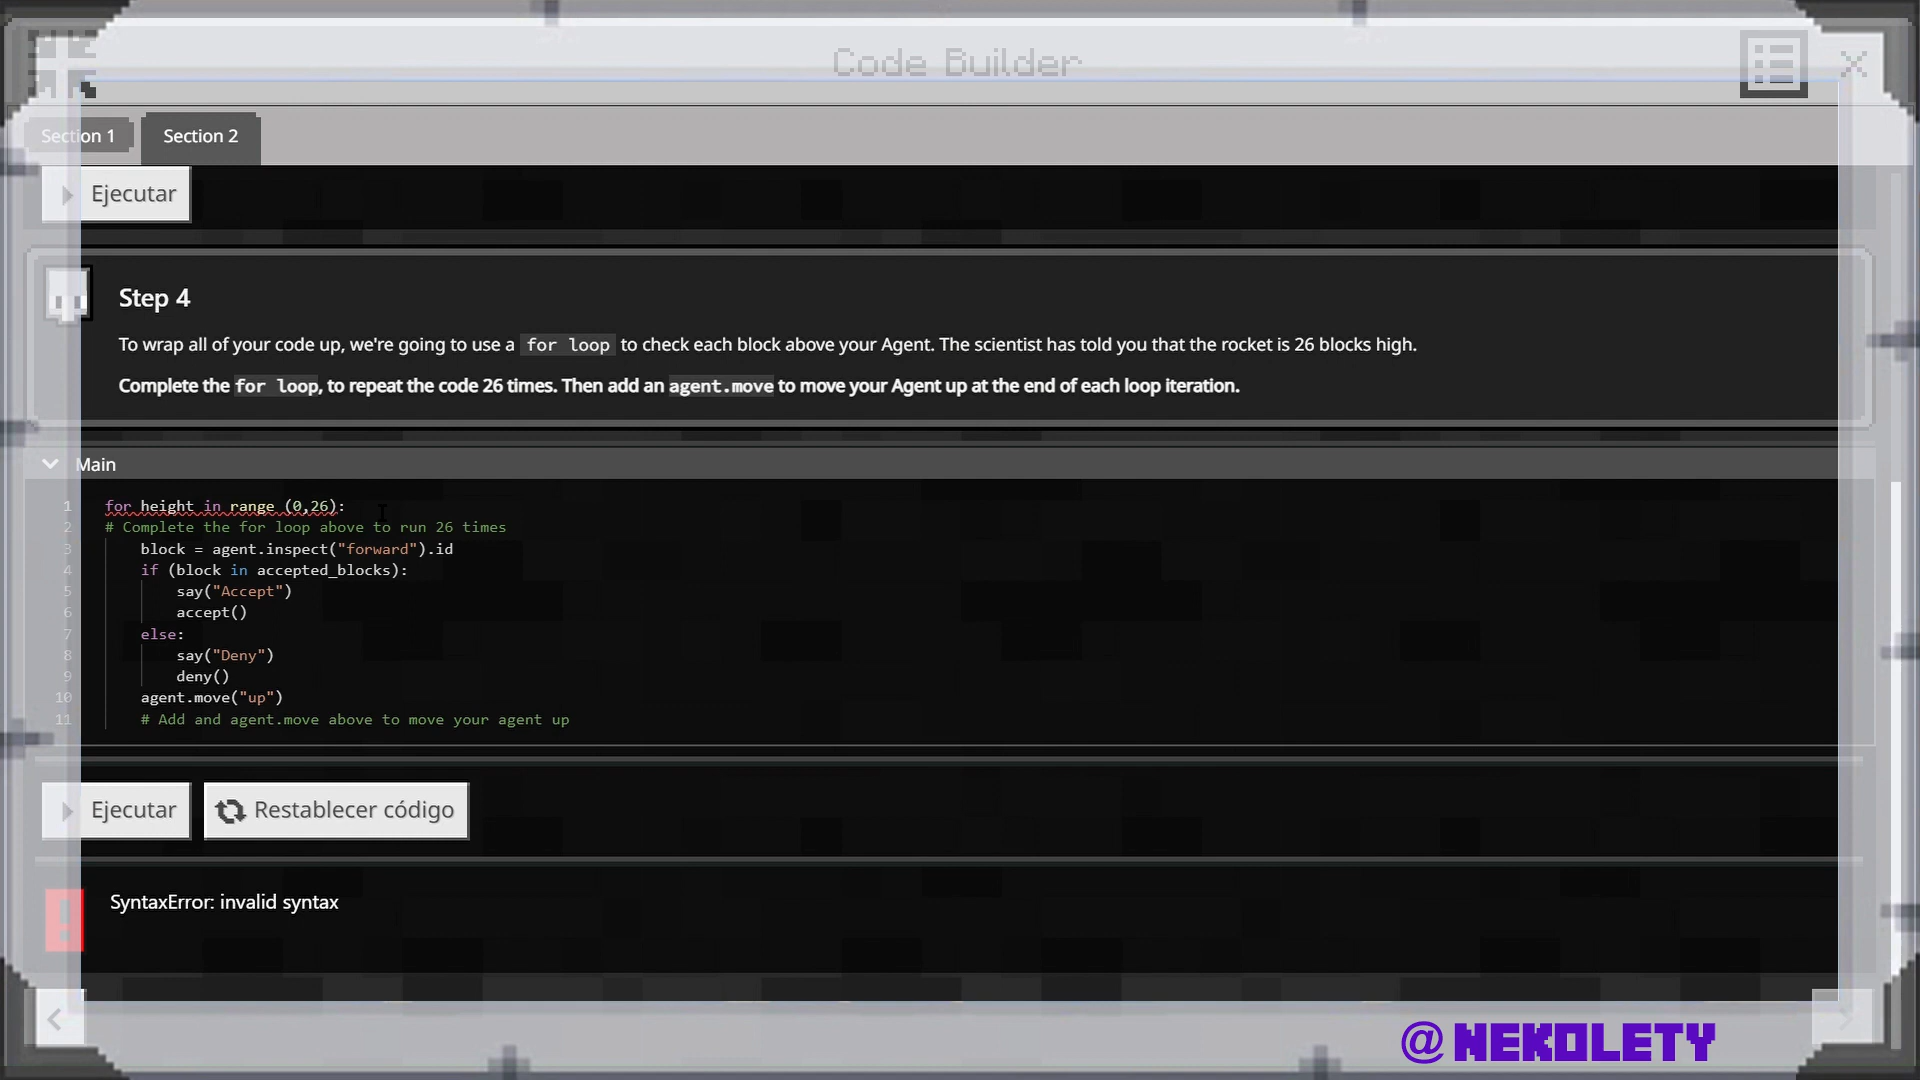 Code Builder
Section 1
Section 2
Ejecutar
Step 4
To wrap all of your code up, we're going to use a for loop to check each block above your Agent. The scientist has told you that the rocket is 26 blocks high.
Complete the for loop, to repeat the code 26 times. Then add an agent.move to move your Agent up at the end of each loop iteration.
Main
1 for height in range (0,26):
2 # Complete the for loop above to run 26 times
3 block = agent.inspect("forward").id
4 if (block in accepted_blocks):
5 say("Accept")
6 accept()
7 else:
8 say("Deny")
9 deny()
10 agent.move("up")
11 # Add and agent.move above to move your agent up
Ejecutar
Restablecer código
SyntaxError: invalid syntax
@NEKOLETY